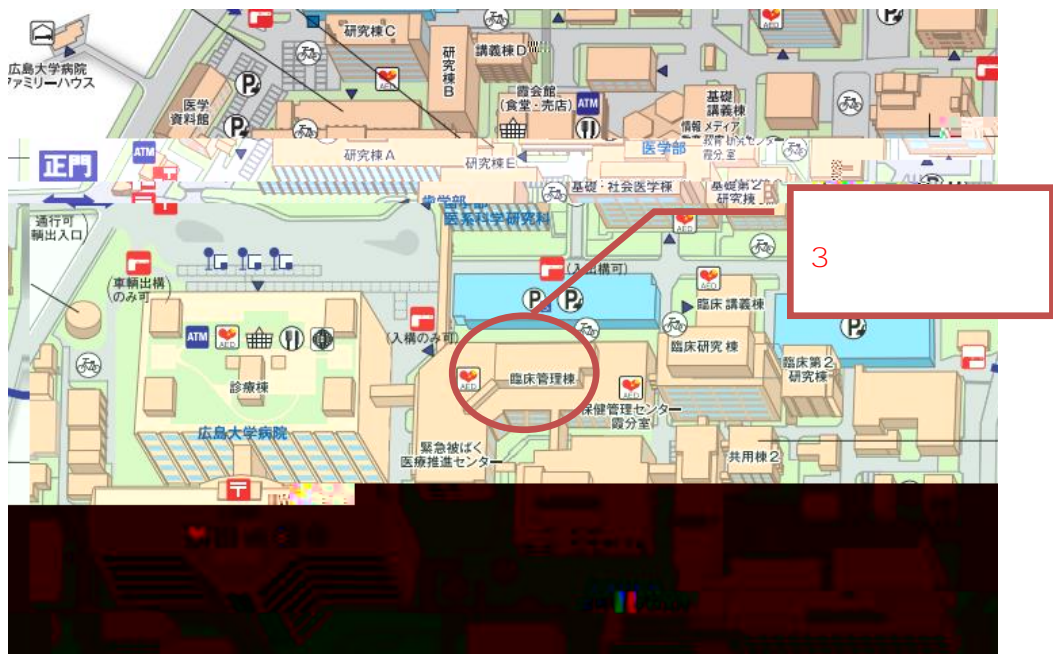 研究棟C
講義棟D
研究棟B
広島大学病院
ファミリーハウス
医学
資料館
霞会館
(食堂・売店)
ATM
基礎
講義棟
AED
情報メディア
教育研究センター
霞分室
正門
ATM
研究棟A
研究棟E
医学部
歯学部
基礎・社会医学棟
基礎第2
研究棟
医系科学研究科
通行可
3
車輌出構
のみ可
(入出構可)
AED
臨床講義棟
ATM
AED
(入構のみ可)
臨床研究棟
臨床第2
研究棟
診療棟
AED
臨床管理棟
AED
保健管理センター
霞分室
広島大学病院
緊急被ばく
医療推進センター
共用棟2